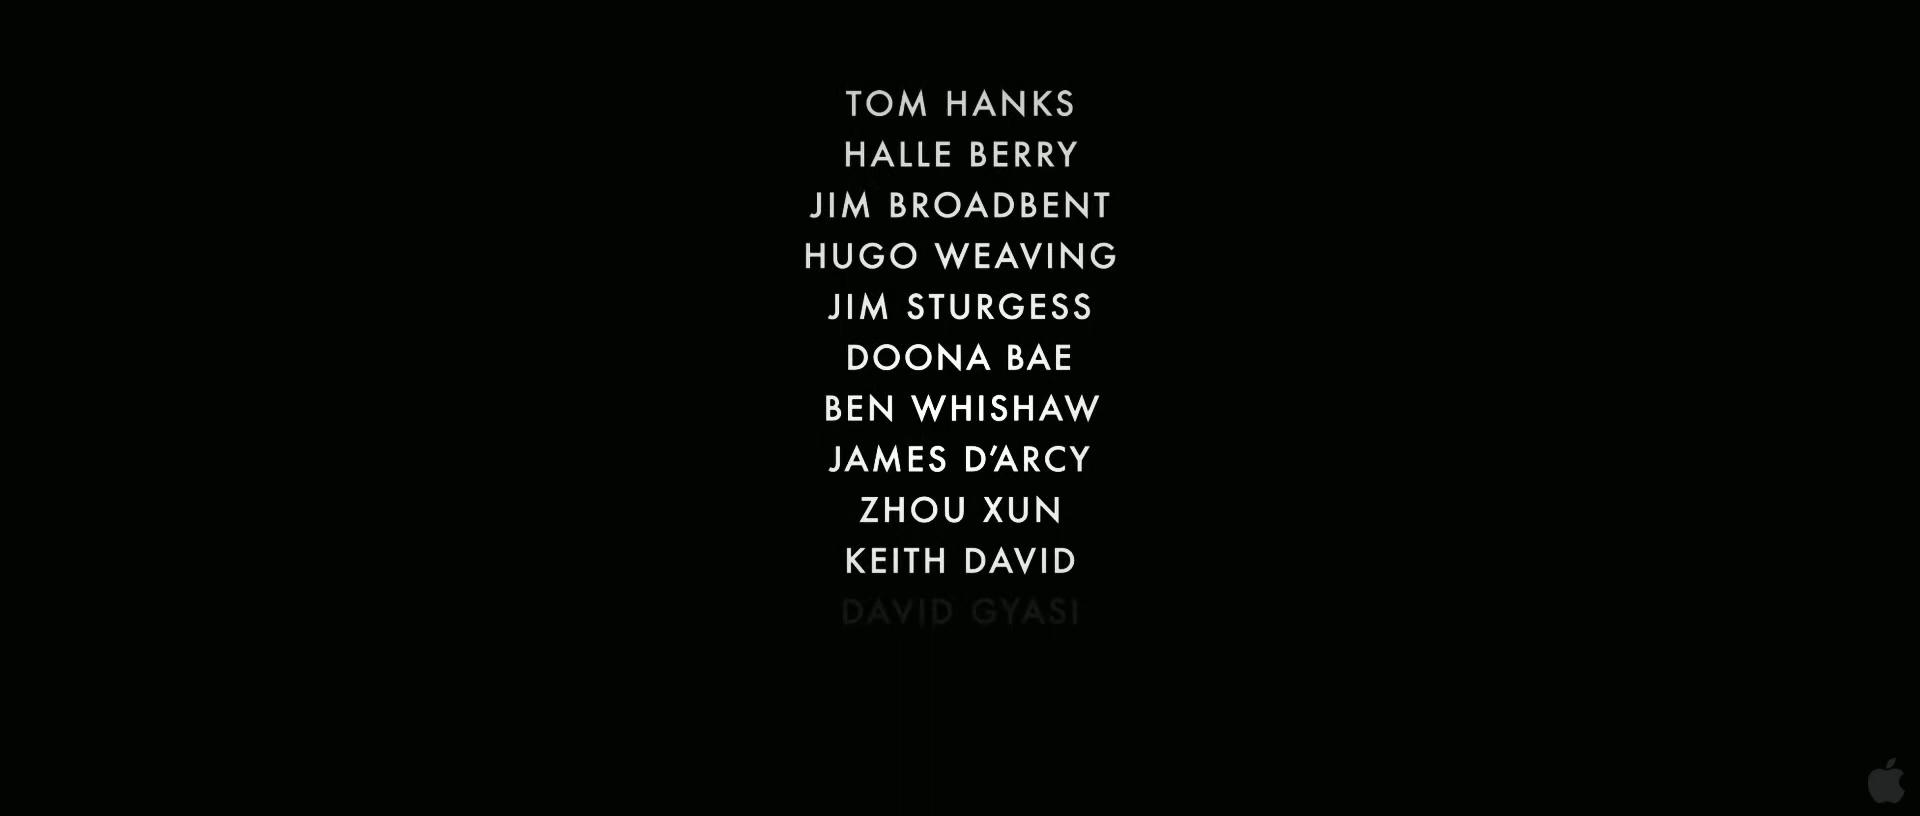 TOM HANKS
HALLE BERRY
JIM BROADBENT
HUGO WEAVING
JIM STURGESS
DOONA BAE
BEN WHISHAW
JAMES D’ARCY
ZHOU XUN
KEITH DAVID
DAVID GYASI